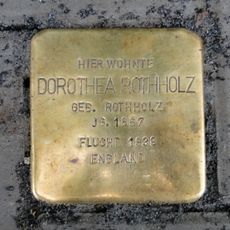 HIER WOHNTE
DOROTHEA ROTHHOLZ
GEB. ROTHHOLZ
JG. 1887
FLUCHT 1939
ENGLAND